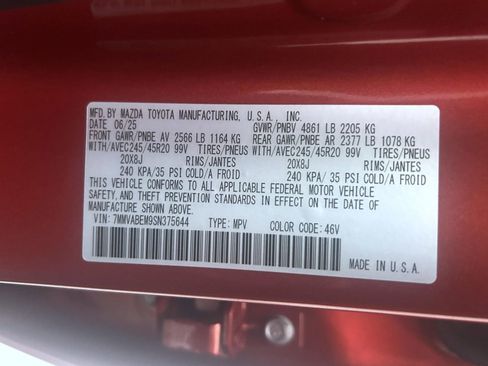 MFD. BY MAZDA TOYOTA MANUFACTURING, U.S.A., INC.
DATE 06/25 GVWR/PNBV 4861 LB 2205 KG
FRONT GAWR/PNBE AV 2566 LB 1164 KG REAR GAWR/PNBE AR 2377 LB 1078 KG
WITH/AVEC245/45R20 99V TIRES/PNEUS WITH/AVEC245/45R20 99V TIRES/PNEUS
20X8J RIMS/JANTES 20X8J RIMS/JANTES
240 KPA/35 PSI COLD/A FROID 240 KPA/35 PSI COLD/A FROID
THIS VEHICLE CONFORMS TO ALL APPLICABLE FEDERAL MOTOR VEHICLE
SAFETY, AND THEFT PREVENTION STANDARDS IN EFFECT ON THE DATE OF
MANUFACTURE SHOWN ABOVE.
VIN: 7MMVABEM9SN375644 TYPE: MPV COLOR CODE: 46V
MADE IN U.S.A.